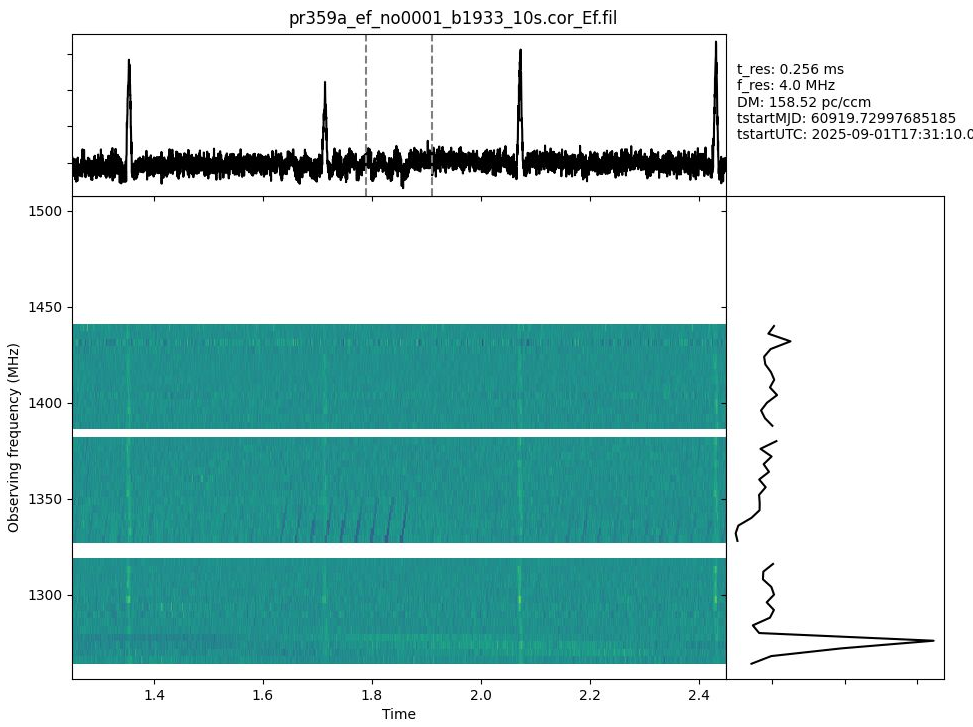 pr359a_ef_no0001_b1933_10s.cor_Ef.fil
t_res: 0.256 ms
f_res: 4.0 MHz
DM: 158.52 pc/ccm
tstartMJD: 60919.72997685185
tstartUTC: 2025-09-01T17:31:10.0
1500
1450
1400
1350
1300
Observing frequency (MHz)
1.4 1.6 1.8 2.0 2.2 2.4
Time